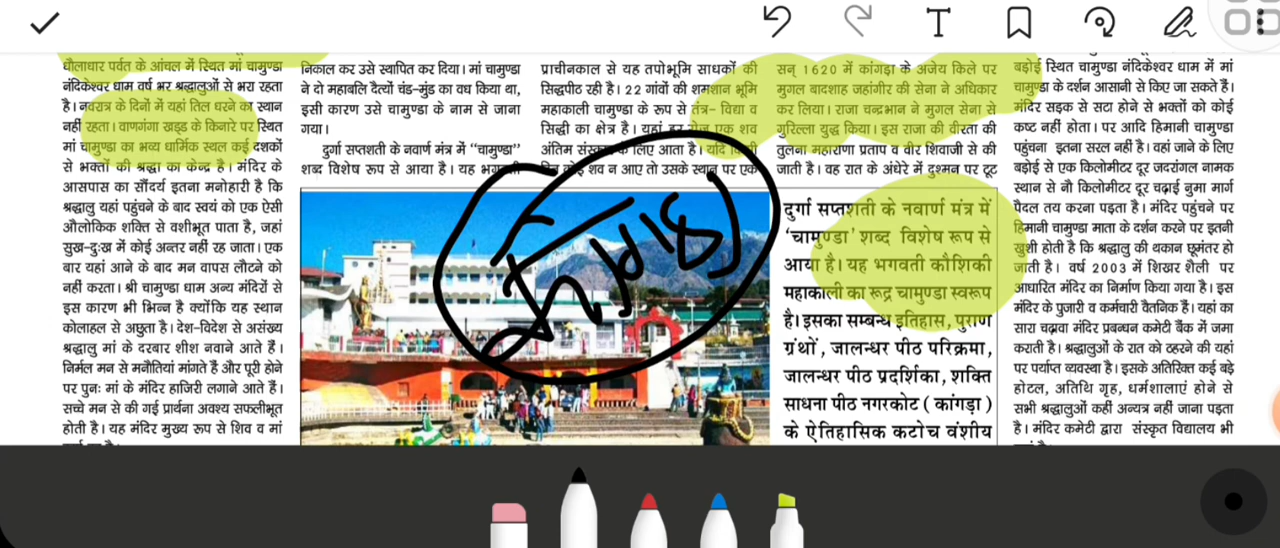 धौलाधार पर्वत के आंचल में स्थित मां चामुण्डा
नंदिकेश्वर धाम वर्ष भर श्रद्धालुओं से भरा रहता
है। नवरात्र के दिनों में यहां तिल धरने का स्थान
नहीं रहता। वाणगंगा खड्ड के किनारे पर स्थित
मां चामुण्डा का भव्य धार्मिक स्थल कई दशकों
से भक्तों की श्रद्धा का केन्द्र है। मंदिर के
आसपास का सौंदर्य इतना मनोहारी है कि
श्रद्धालु यहां पहुंचने के बाद स्वयं को एक ऐसी
औलोकिक शक्ति से वशीभूत पाता है, जहां
सुख-दुःख में कोई अन्तर नहीं रह जाता। एक
बार यहां आने के बाद मन वापस लौटने को
नहीं करता। श्री चामुण्डा धाम अन्य मंदिरों से
इस कारण भी भिन्न है क्योंकि यह स्थान
कोलाहल से अछुता है। देश-विदेश से असंख्य
श्रद्धालु मां के दरबार शीश नवाने आते हैं।
निर्मल मन से मनौतियां मांगते हैं और पूरी होने
पर पुनः मां के मंदिर हाजिरी लगाने आते हैं।
सच्चे मन से की गई प्रार्थना अवश्य सफलीभूत
होती है। यह मंदिर मुख्य रूप से शिव व मां
निकाल कर उसे स्थापित कर दिया। मां चामुण्डा
ने दो महाबलि दैत्यों चंड-मुंड का वध किया था,
इसी कारण उसे चामुण्डा के नाम से जाना
गया।
दुर्गा सप्तशती के नवार्ण मंत्र में ''चामुण्डा''
शब्द विशेष रूप से आया है। यह
प्राचीनकाल से यह तपोभूमि साधकों की
सिद्धपीठ रही है। 22 गांवों की शमशान भूमि
महाकाली चामुण्डा के रूप से तंत्र- विद्या व
सिद्धी का क्षेत्र है। यहां हर रोज एक शव
अंतिम संस्कार के लिए आता है। यदि किसी
दिन कोई शव न आए तो उसके स्थान पर एक
सन् 1620 में कांगड़ा के अजेय किले पर
मुगल बादशाह जहांगीर की सेना ने अधिकार
कर लिया। राजा चन्द्रभान ने मुगल सेना से
गुरिल्ला युद्ध किया। इस राजा की वीरता की
तुलना महाराणा प्रताप व वीर शिवाजी से की
जाती है। वह रात के अंधेरे में दुश्मन पर टूट
दुर्गा सप्तशती के नवार्ण मंत्र में
'चामुण्डा' शब्द विशेष रूप से
आया है। यह भगवती कौशिकी
महाकाली का रूद्र चामुण्डा स्वरूप
है। इसका सम्बन्ध इतिहास, पुराण
ग्रंथों, जालन्धर पीठ परिक्रमा,
जालन्धर पीठ प्रदर्शिका, शक्ति
साधना पीठ नगरकोट ( कांगड़ा )
के ऐतिहासिक कटोच वंशीय
बड़ोई स्थित चामुण्डा नंदिकेश्वर धाम में मां
चामुण्डा के दर्शन आसानी से किए जा सकते हैं।
मंदिर सड़क से सटा होने से भक्तों को कोई
कष्ट नहीं होता। पर आदि हिमानी चामुण्डा
पहुंचना इतना सरल नहीं है। वहां जाने के लिए
बड़ोई से एक किलोमीटर दूर जदरांगल नामक
स्थान से नौ किलोमीटर दूर चढ़ाई नुमा मार्ग
पैदल तय करना पड़ता है। मंदिर पहुंचने पर
हिमानी चामुण्डा माता के दर्शन करने पर इतनी
खुशी होती है कि श्रद्धालु की थकान छूमंतर हो
जाती है। वर्ष 2003 में शिखर शैली पर
आधारित मंदिर का निर्माण किया गया है। इस
मंदिर के पुजारी व कर्मचारी वैतनिक हैं। यहां का
सारा चढ़ावा मंदिर प्रबन्धन कमेटी बैंक में जमा
कराती है। श्रद्धालुओं के रात को ठहरने की यहां
पर पर्याप्त व्यवस्था है। इसके अतिरिक्त कई बड़े
होटल, अतिथि गृह, धर्मशालाएं होने से
सभी श्रद्धालुओं कहीं अन्यत्र नहीं जाना पड़ता
है। मंदिर कमेटी द्वारा संस्कृत विद्यालय भी